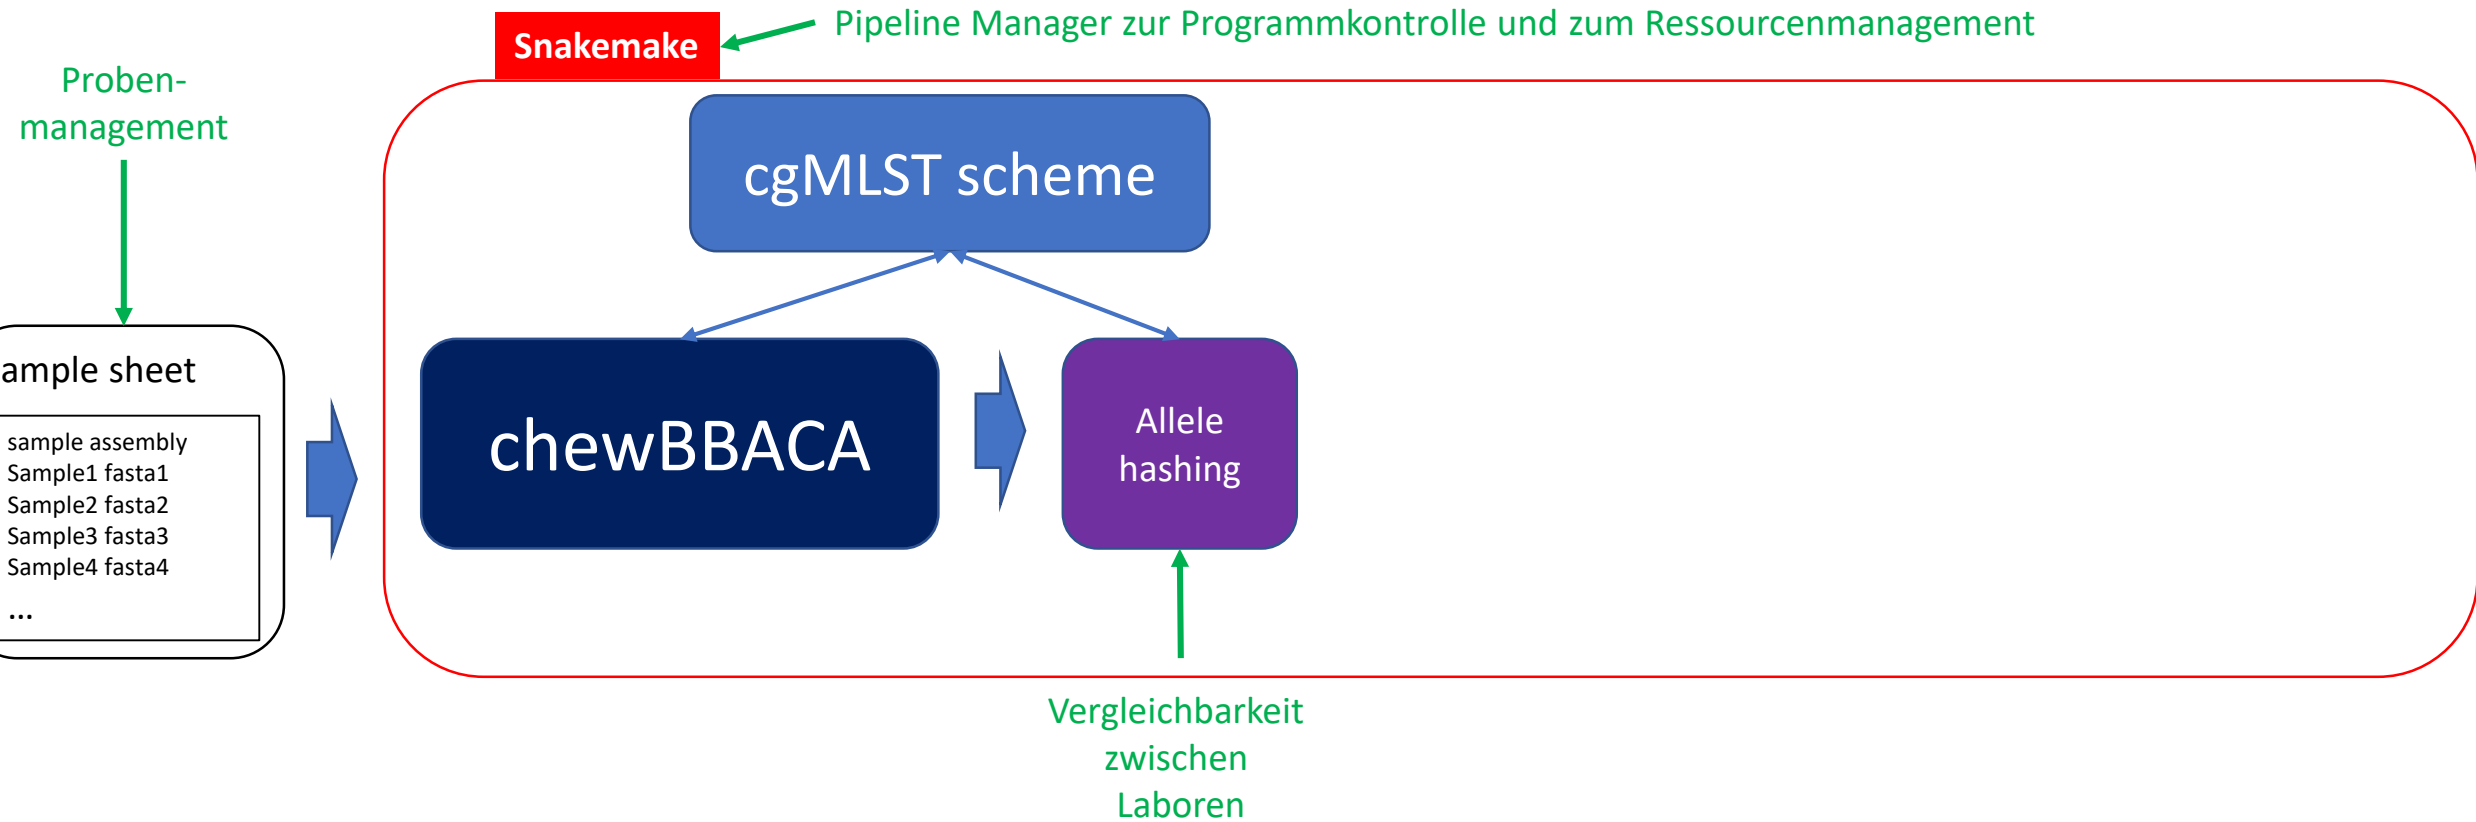 Pipeline Manager zur Programmkontrolle und zum Ressourcenmanagement
Snakemake
Proben-
management
cgMLST scheme
ample sheet
sample assembly
Sample1 fasta1
Sample2 fasta2
Sample3 fasta3
Sample4 fasta4
...
chewBBACA
Allele
hashing
Vergleichbarkeit
zwischen
Laboren